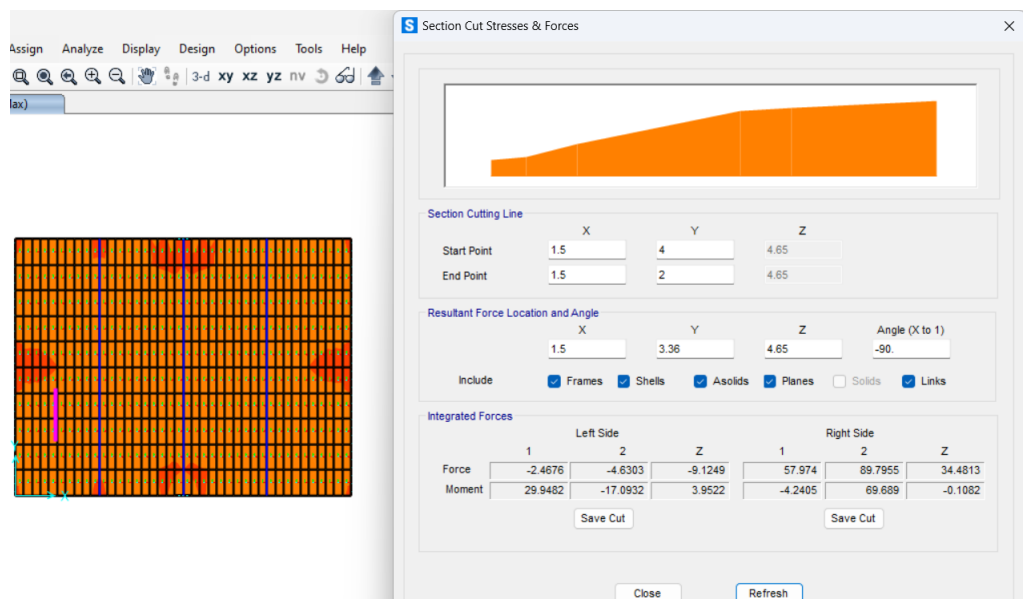 S Section Cut Stresses & Forces
Assign Analyze Display Design Options Tools Help
3-d xy xz yz nv
Section Cutting Line
X Y Z
Start Point 1.5 4 4.65
End Point 1.5 2 4.65
Resultant Force Location and Angle
X Y Z Angle (X to 1)
1.5 3.36 4.65 -90.
Include Frames Shells Asolids Planes Solids Links
Integrated Forces
Left Side Right Side
1 2 Z 1 2 Z
Force -2.4676 -4.6303 -9.1249 57.974 89.7955 34.4813
Moment 29.9482 -17.0932 3.9522 -4.2405 69.689 -0.1082
Save Cut Save Cut
Close Refresh
X